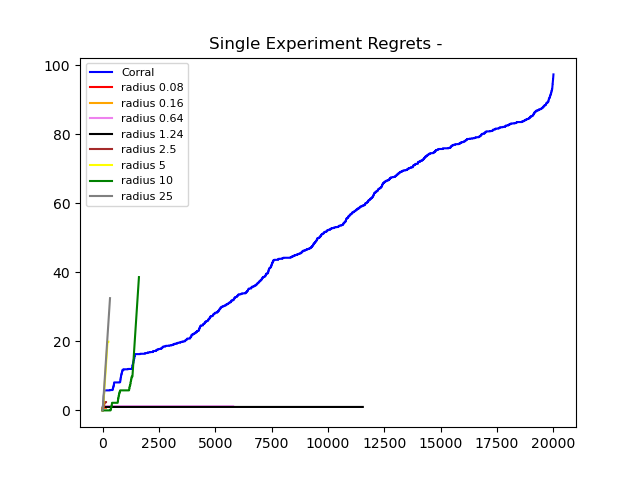 Single Experiment Regrets -
100
80
60
40
20
0
Corral
radius 0.08
radius 0.16
radius 0.64
radius 1.24
radius 2.5
radius 5
radius 10
radius 25
0 2500 5000 7500 10000 12500 15000 17500 20000